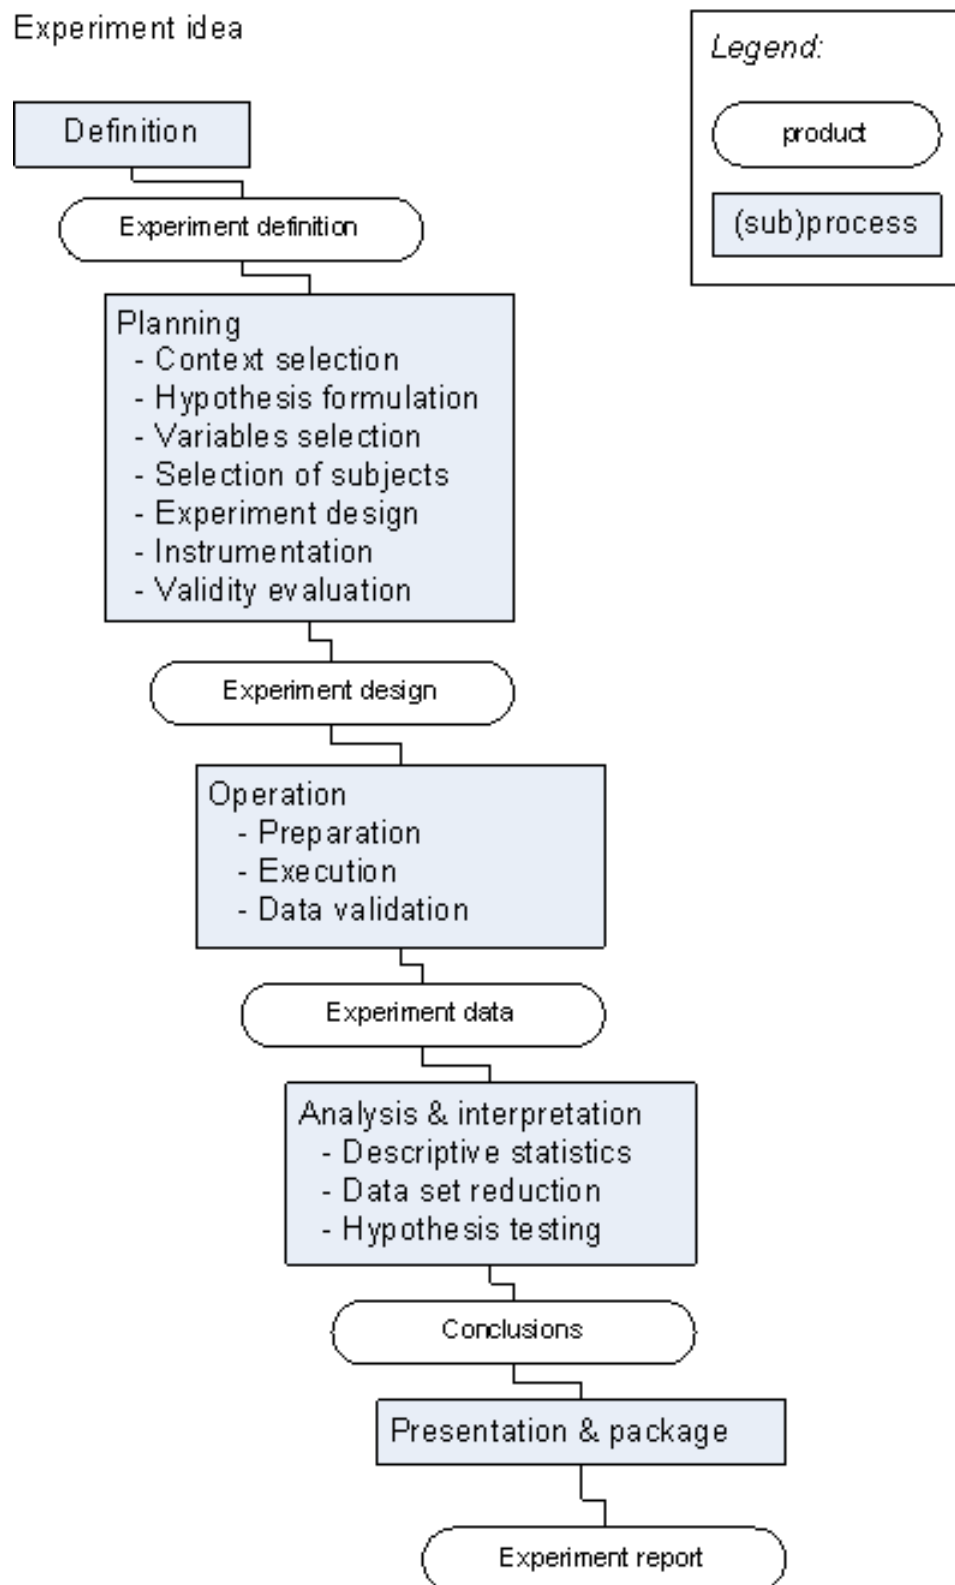 Experiment idea
Legend:
product
(sub)process
Definition
Experiment definition
Planning
- Context selection
- Hypothesis formulation
- Variables selection
- Selection of subjects
- Experiment design
- Instrumentation
- Validity evaluation
Experiment design
Operation
- Preparation
- Execution
- Data validation
Experiment data
Analysis & interpretation
- Descriptive statistics
- Data set reduction
- Hypothesis testing
Conclusions
Presentation & package
Experiment report